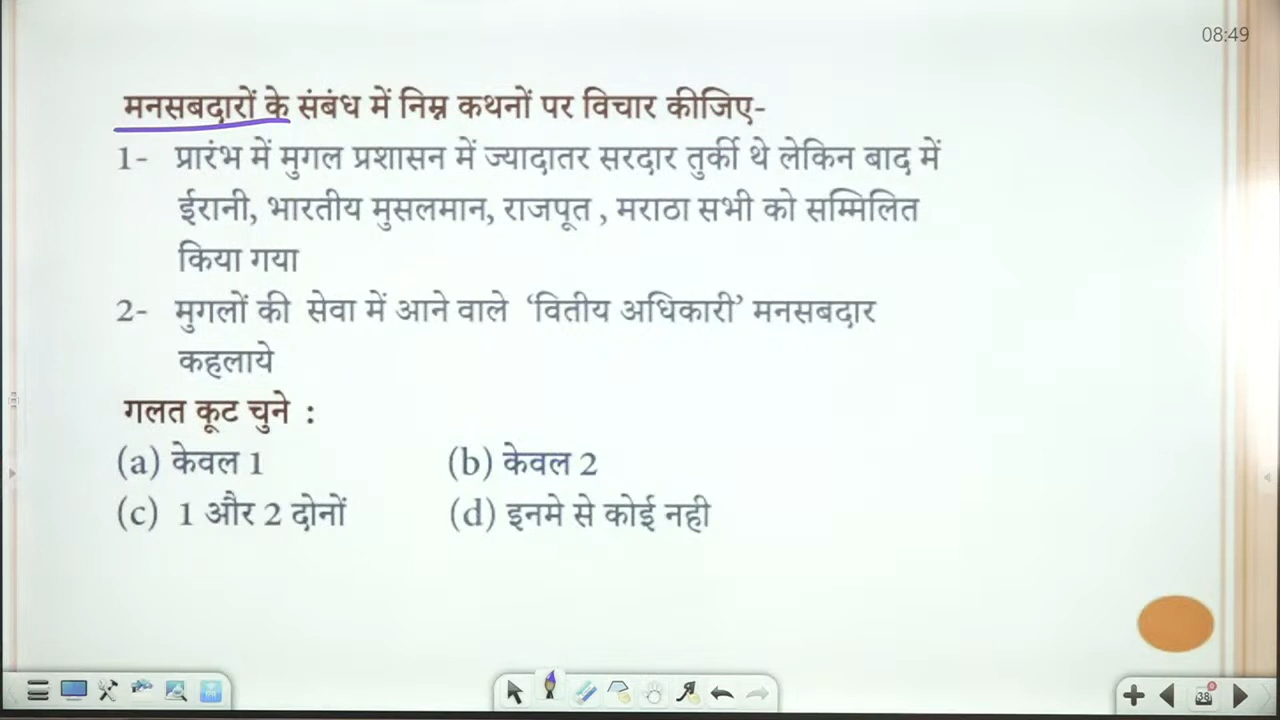 08:49
मनसबदारों के संबंध में निम्न कथनों पर विचार कीजिए-
1- प्रारंभ में मुगल प्रशासन में ज्यादातर सरदार तुर्की थे लेकिन बाद में
ईरानी, भारतीय मुसलमान, राजपूत , मराठा सभी को सम्मिलित
किया गया
2- मुगलों की सेवा में आने वाले ‘वितीय अधिकारी’ मनसबदार
कहलाये
गलत कूट चुने :
(a) केवल 1 (b) केवल 2
(c) 1 और 2 दोनों (d) इनमे से कोई नही
38